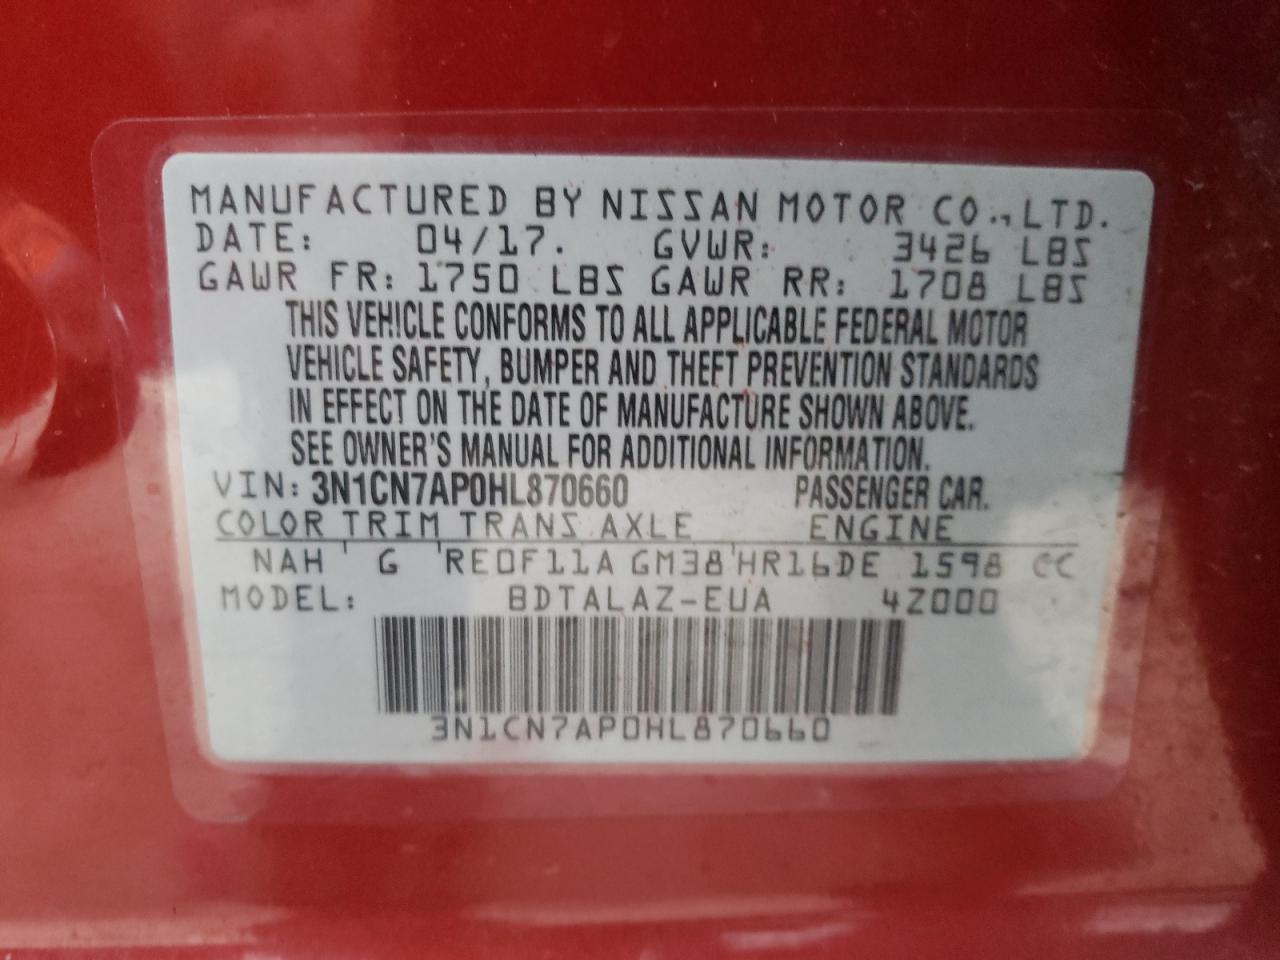 MANUFACTURED BY NISSAN MOTOR CO., LTD.
DATE: 04/17. GVWR: 3426 LBS
GAWR FR: 1750 LBS GAWR RR: 1708 LBS
THIS VEHICLE CONFORMS TO ALL APPLICABLE FEDERAL MOTOR
VEHICLE SAFETY, BUMPER AND THEFT PREVENTION STANDARDS
IN EFFECT ON THE DATE OF MANUFACTURE SHOWN ABOVE.
SEE OWNER'S MANUAL FOR ADDITIONAL INFORMATION.
VIN: 3N1CN7AP0HL870660 PASSENGER CAR.
COLOR TRIM TRANS AXLE ENGINE
NAH G RE0F11A GM38 HR16DE 1598 CC
MODEL: BDTALAZ-EUA 4Z000
3N1CN7AP0HL870660